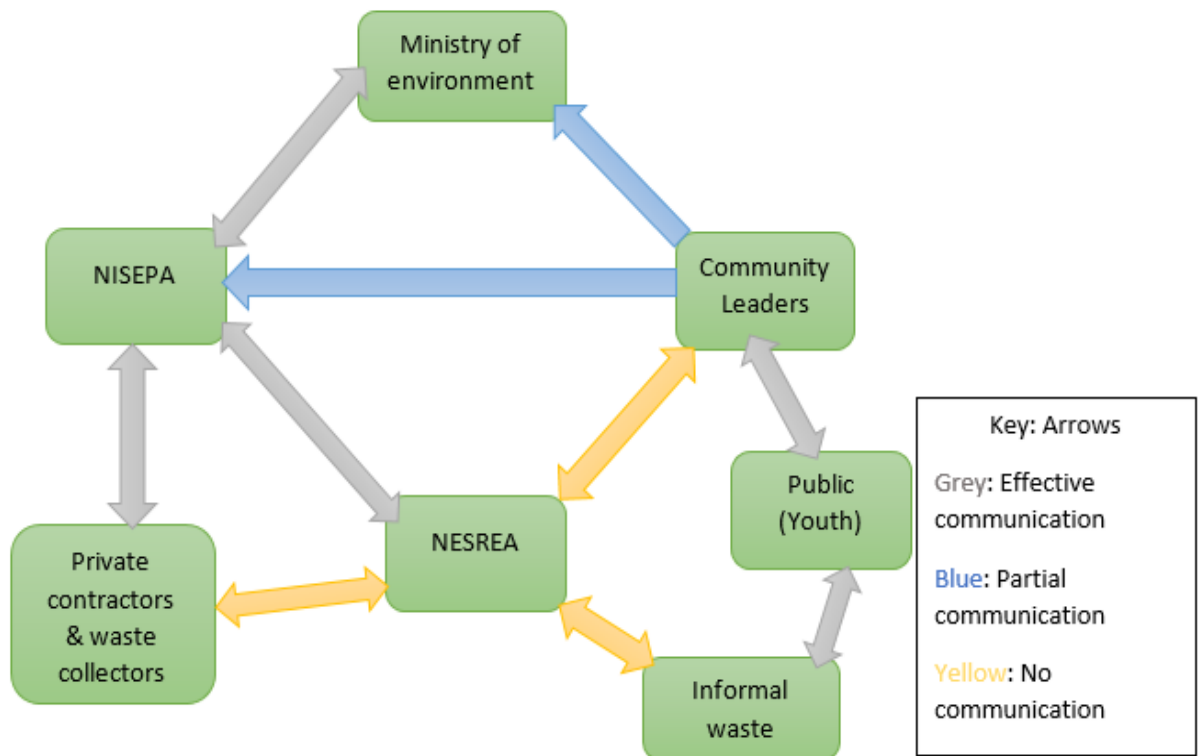 Ministry of
environment
NISEPA
Community
Leaders
Key: Arrows
Grey: Effective
communication
Blue: Partial
communication
Yellow: No
communication
Public
(Youth)
NESREA
Private
contractors
& waste
collectors
Informal
waste